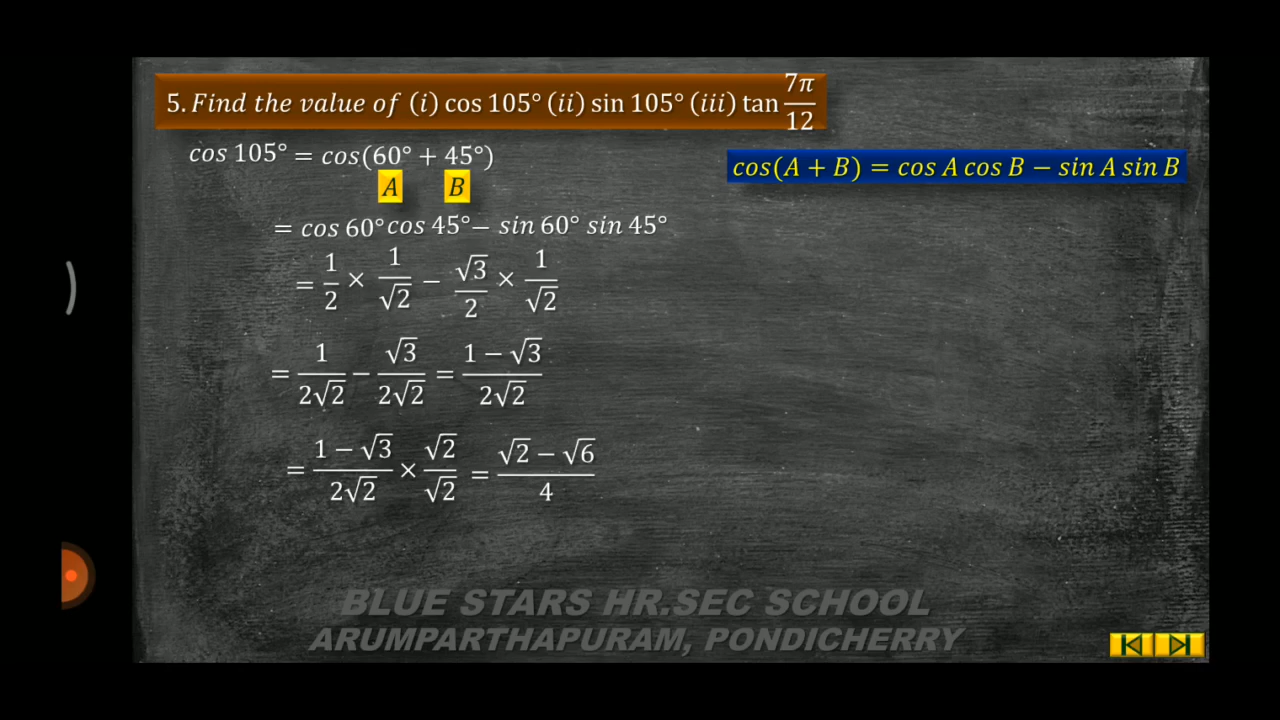 5. Find the value of (i) cos 105° (ii) sin 105° (iii) tan 7π/12
cos 105° = cos(60° + 45°)
cos(A + B) = cos A cos B − sin A sin B
A B
= cos 60° cos 45° − sin 60° sin 45°
= 1/2 × 1/√2 − √3/2 × 1/√2
= 1/2√2 − √3/2√2 = 1 − √3/2√2
= 1 − √3/2√2 × √2/√2 = √2 − √6/4
BLUE STARS HR.SEC SCHOOL
ARUMPARTHAPURAM, PONDICHERRY